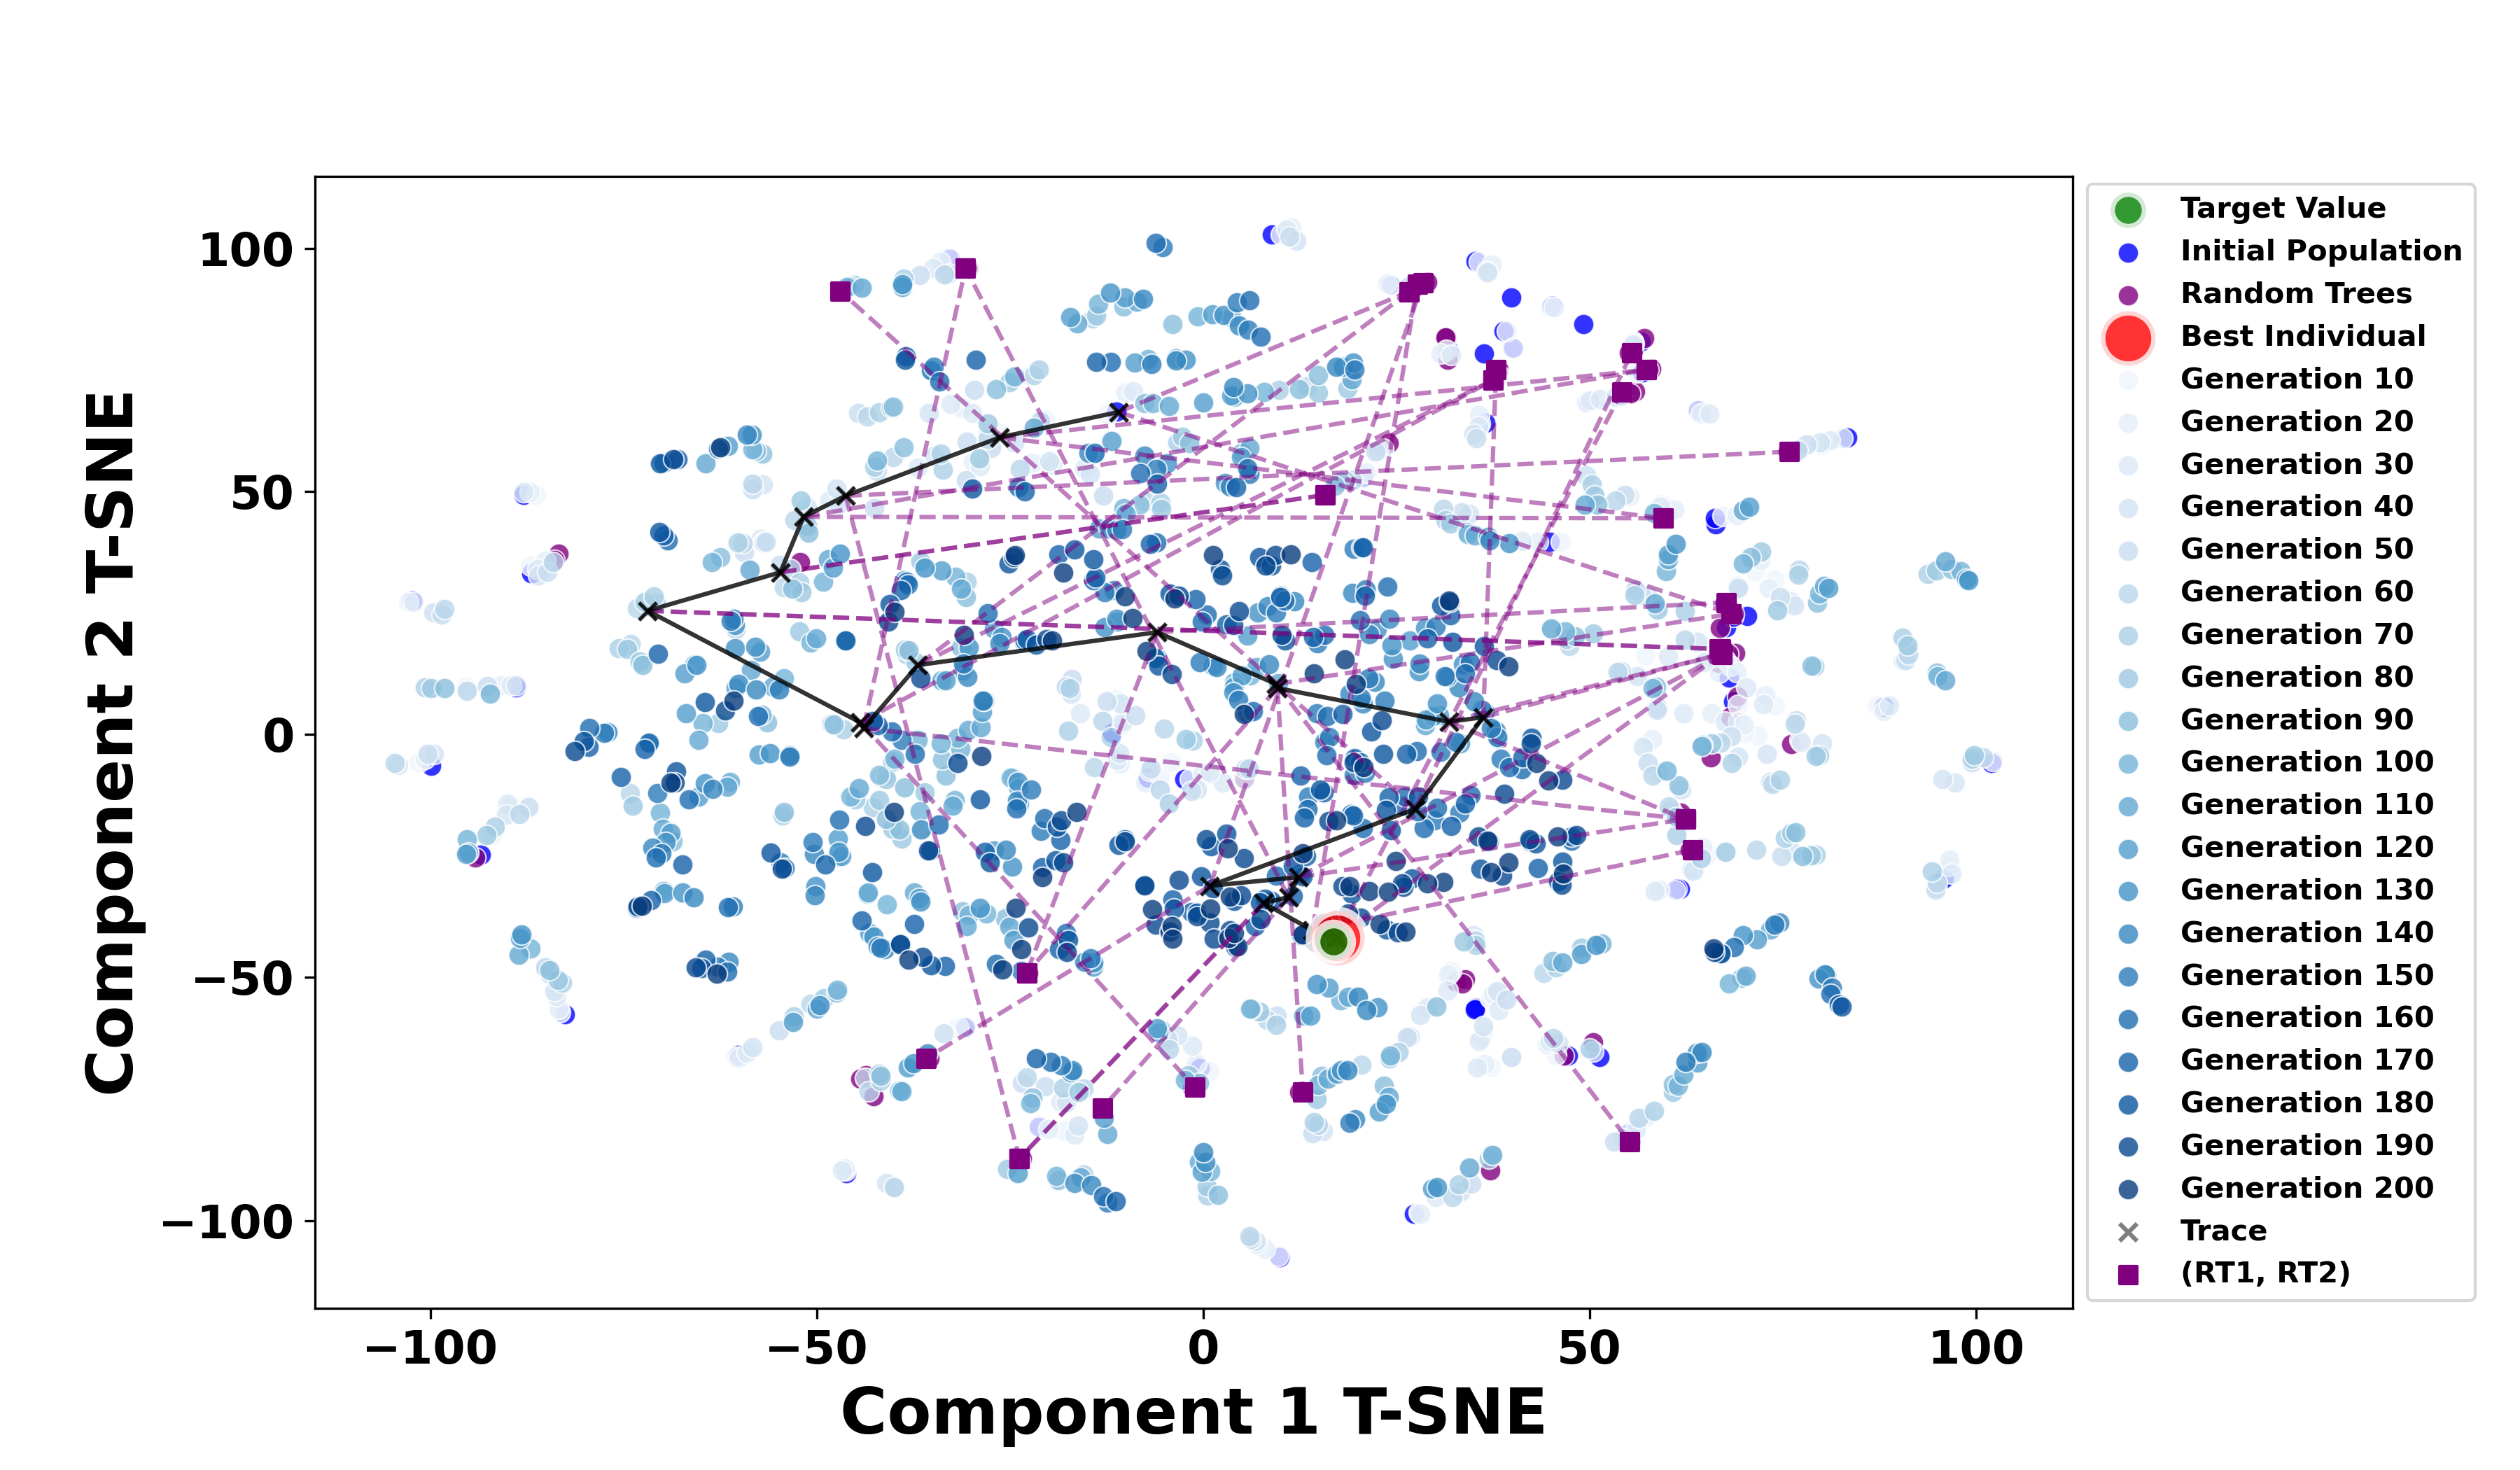 100
50
0
−50
−100
Component 2 T-SNE
−100
−50
0
50
100
Component 1 T-SNE
Target Value
Initial Population
Random Trees
Best Individual
Generation 10
Generation 20
Generation 30
Generation 40
Generation 50
Generation 60
Generation 70
Generation 80
Generation 90
Generation 100
Generation 110
Generation 120
Generation 130
Generation 140
Generation 150
Generation 160
Generation 170
Generation 180
Generation 190
Generation 200
Trace
(RT1, RT2)